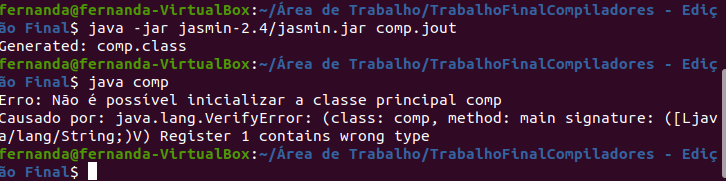 fernanda@fernanda-VirtualBox:~/Área de Trabalho/TrabalhoFinalCompiladores - Ediç
ão Final$ java -jar jasmin-2.4/jasmin.jar comp.jout
Generated: comp.class
fernanda@fernanda-VirtualBox:~/Área de Trabalho/TrabalhoFinalCompiladores - Ediç
ão Final$ java comp
Erro: Não é possível inicializar a classe principal comp
Causado por: java.lang.VerifyError: (class: comp, method: main signature: ([Ljav
a/lang/String;)V) Register 1 contains wrong type
fernanda@fernanda-VirtualBox:~/Área de Trabalho/TrabalhoFinalCompiladores - Ediç
ão Final$